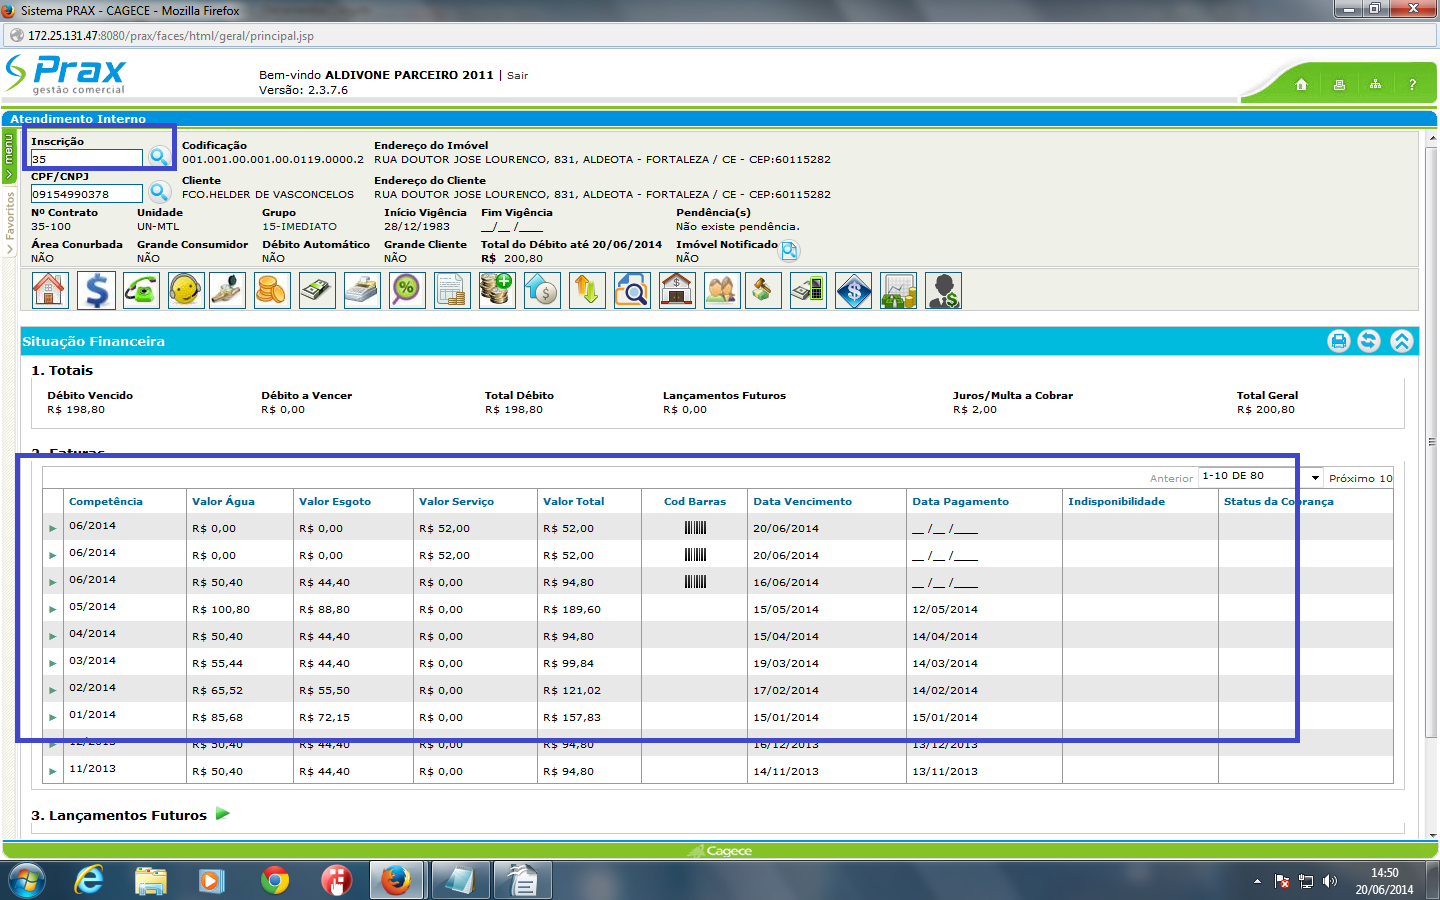 Sistema PRAX - CAGECE - Mozilla Firefox
172.25.131.47:8080/prax/faces/html/geral/principal.jsp
Prax
gestão comercial
Bem-vindo ALDIVONE PARCEIRO 2011 | Sair
Versão: 2.3.7.6
?
Atendimento Interno
menu
Favoritos
Inscrição
35
Codificação
001.001.00.001.00.0119.0000.2
Endereço do Imóvel
RUA DOUTOR JOSE LOURENCO, 831, ALDEOTA - FORTALEZA / CE - CEP:60115282
CPF/CNPJ
09154990378
Cliente
FCO.HELDER DE VASCONCELOS
Endereço do Cliente
RUA DOUTOR JOSE LOURENCO, 831, ALDEOTA - FORTALEZA / CE - CEP:60115282
Nº Contrato Unidade Grupo Início Vigência Fim Vigência Pendência(s)
35-100 UN-MTL 15-IMEDIATO 28/12/1983 __/__ /____ Não existe pendência.
Área Conurbada Grande Consumidor Débito Automático Grande Cliente Total do Débito até 20/06/2014 Imóvel Notificado
NÃO NÃO NÃO NÃO R$ 200,80 NÃO
Situação Financeira
1. Totais
Débito Vencido Débito a Vencer Total Débito Lançamentos Futuros Juros/Multa a Cobrar Total Geral
R$ 198,80 R$ 0,00 R$ 198,80 R$ 0,00 R$ 2,00 R$ 200,80
2. Faturas
Anterior 1-10 DE 80 Próximo 10
Competência Valor Água Valor Esgoto Valor Serviço Valor Total Cod Barras Data Vencimento Data Pagamento Indisponibilidade Status da Cobrança
06/2014 R$ 0,00 R$ 0,00 R$ 52,00 R$ 52,00 20/06/2014 __ /__ /____
06/2014 R$ 0,00 R$ 0,00 R$ 52,00 R$ 52,00 20/06/2014 __ /__ /____
06/2014 R$ 50,40 R$ 44,40 R$ 0,00 R$ 94,80 16/06/2014 __ /__ /____
05/2014 R$ 100,80 R$ 88,80 R$ 0,00 R$ 189,60 15/05/2014 12/05/2014
04/2014 R$ 50,40 R$ 44,40 R$ 0,00 R$ 94,80 15/04/2014 14/04/2014
03/2014 R$ 55,44 R$ 44,40 R$ 0,00 R$ 99,84 19/03/2014 14/03/2014
02/2014 R$ 65,52 R$ 55,50 R$ 0,00 R$ 121,02 17/02/2014 14/02/2014
01/2014 R$ 85,68 R$ 72,15 R$ 0,00 R$ 157,83 15/01/2014 15/01/2014
12/2013 R$ 50,40 R$ 44,40 R$ 0,00 R$ 94,80 16/12/2013 13/12/2013
11/2013 R$ 50,40 R$ 44,40 R$ 0,00 R$ 94,80 14/11/2013 13/11/2013
3. Lançamentos Futuros
Cagece
14:50
20/06/2014